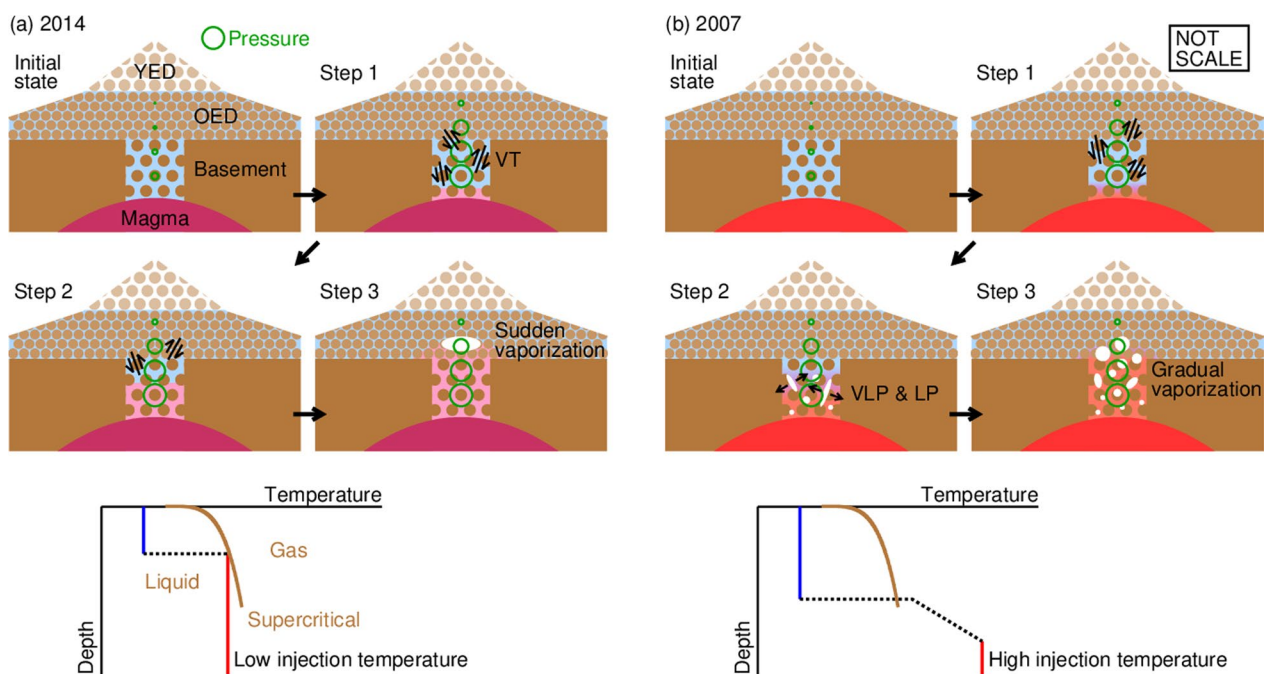 (a) 2014
Pressure
Initial
state
YED
OED
Basement
Magma
Step 1
VT
Step 2
Step 3
Sudden
vaporization
Temperature
Gas
Liquid
Supercritical
Depth
Low injection temperature
(b) 2007
NOT
SCALE
Initial
state
Step 1
Step 2
VLP & LP
Step 3
Gradual
vaporization
Temperature
Depth
High injection temperature